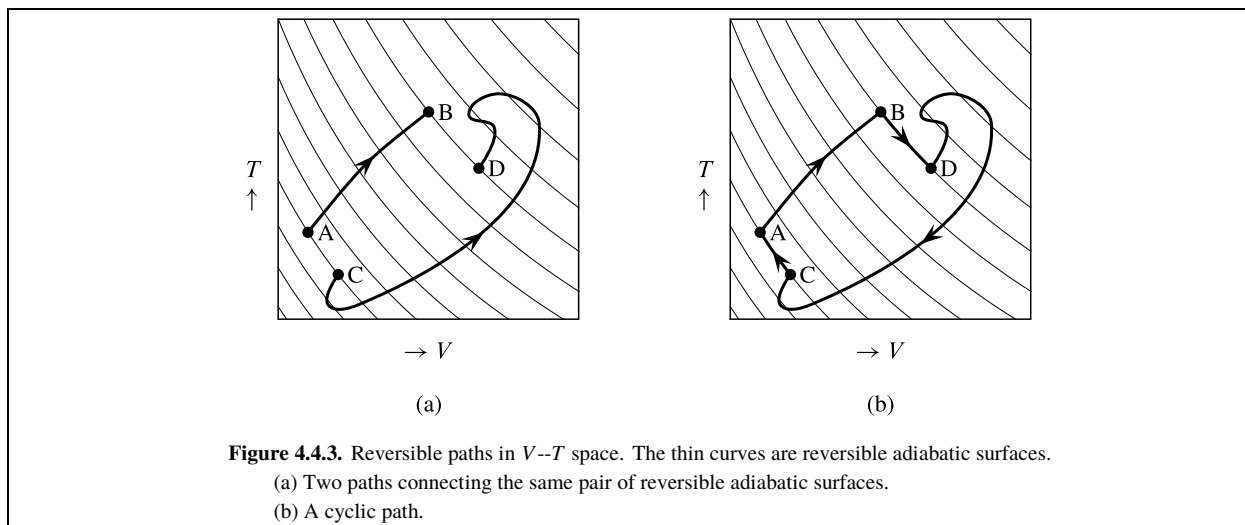 B
D
T
↑
A
C
→ V
(a)
B
D
T
↑
A
C
→ V
(b)
Figure 4.4.3. Reversible paths in V--T space. The thin curves are reversible adiabatic surfaces.
(a) Two paths connecting the same pair of reversible adiabatic surfaces.
(b) A cyclic path.